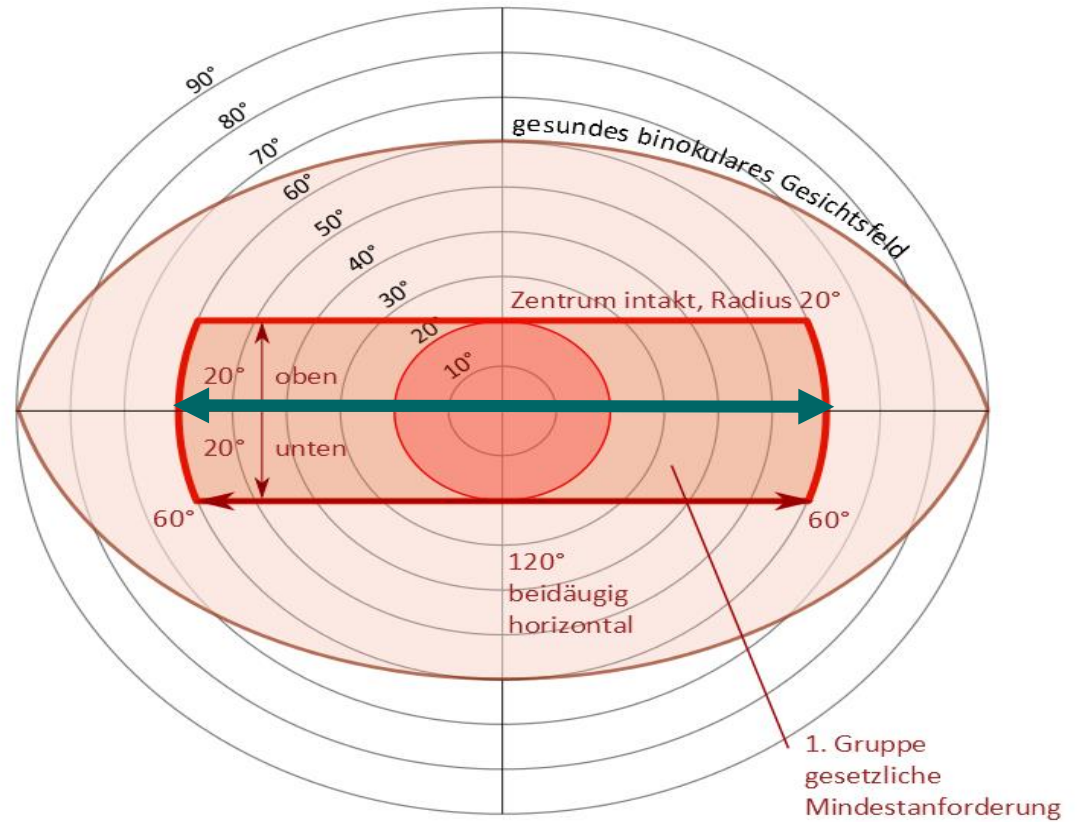 90°
80°
70°
60°
50°
40°
30°
20°
10°
gesundes binokulares Gesichtsfeld
Zentrum intakt, Radius 20°
20° oben
20° unten
60°
60°
120°
beidäugig
horizontal
1. Gruppe
gesetzliche
Mindestanforderung